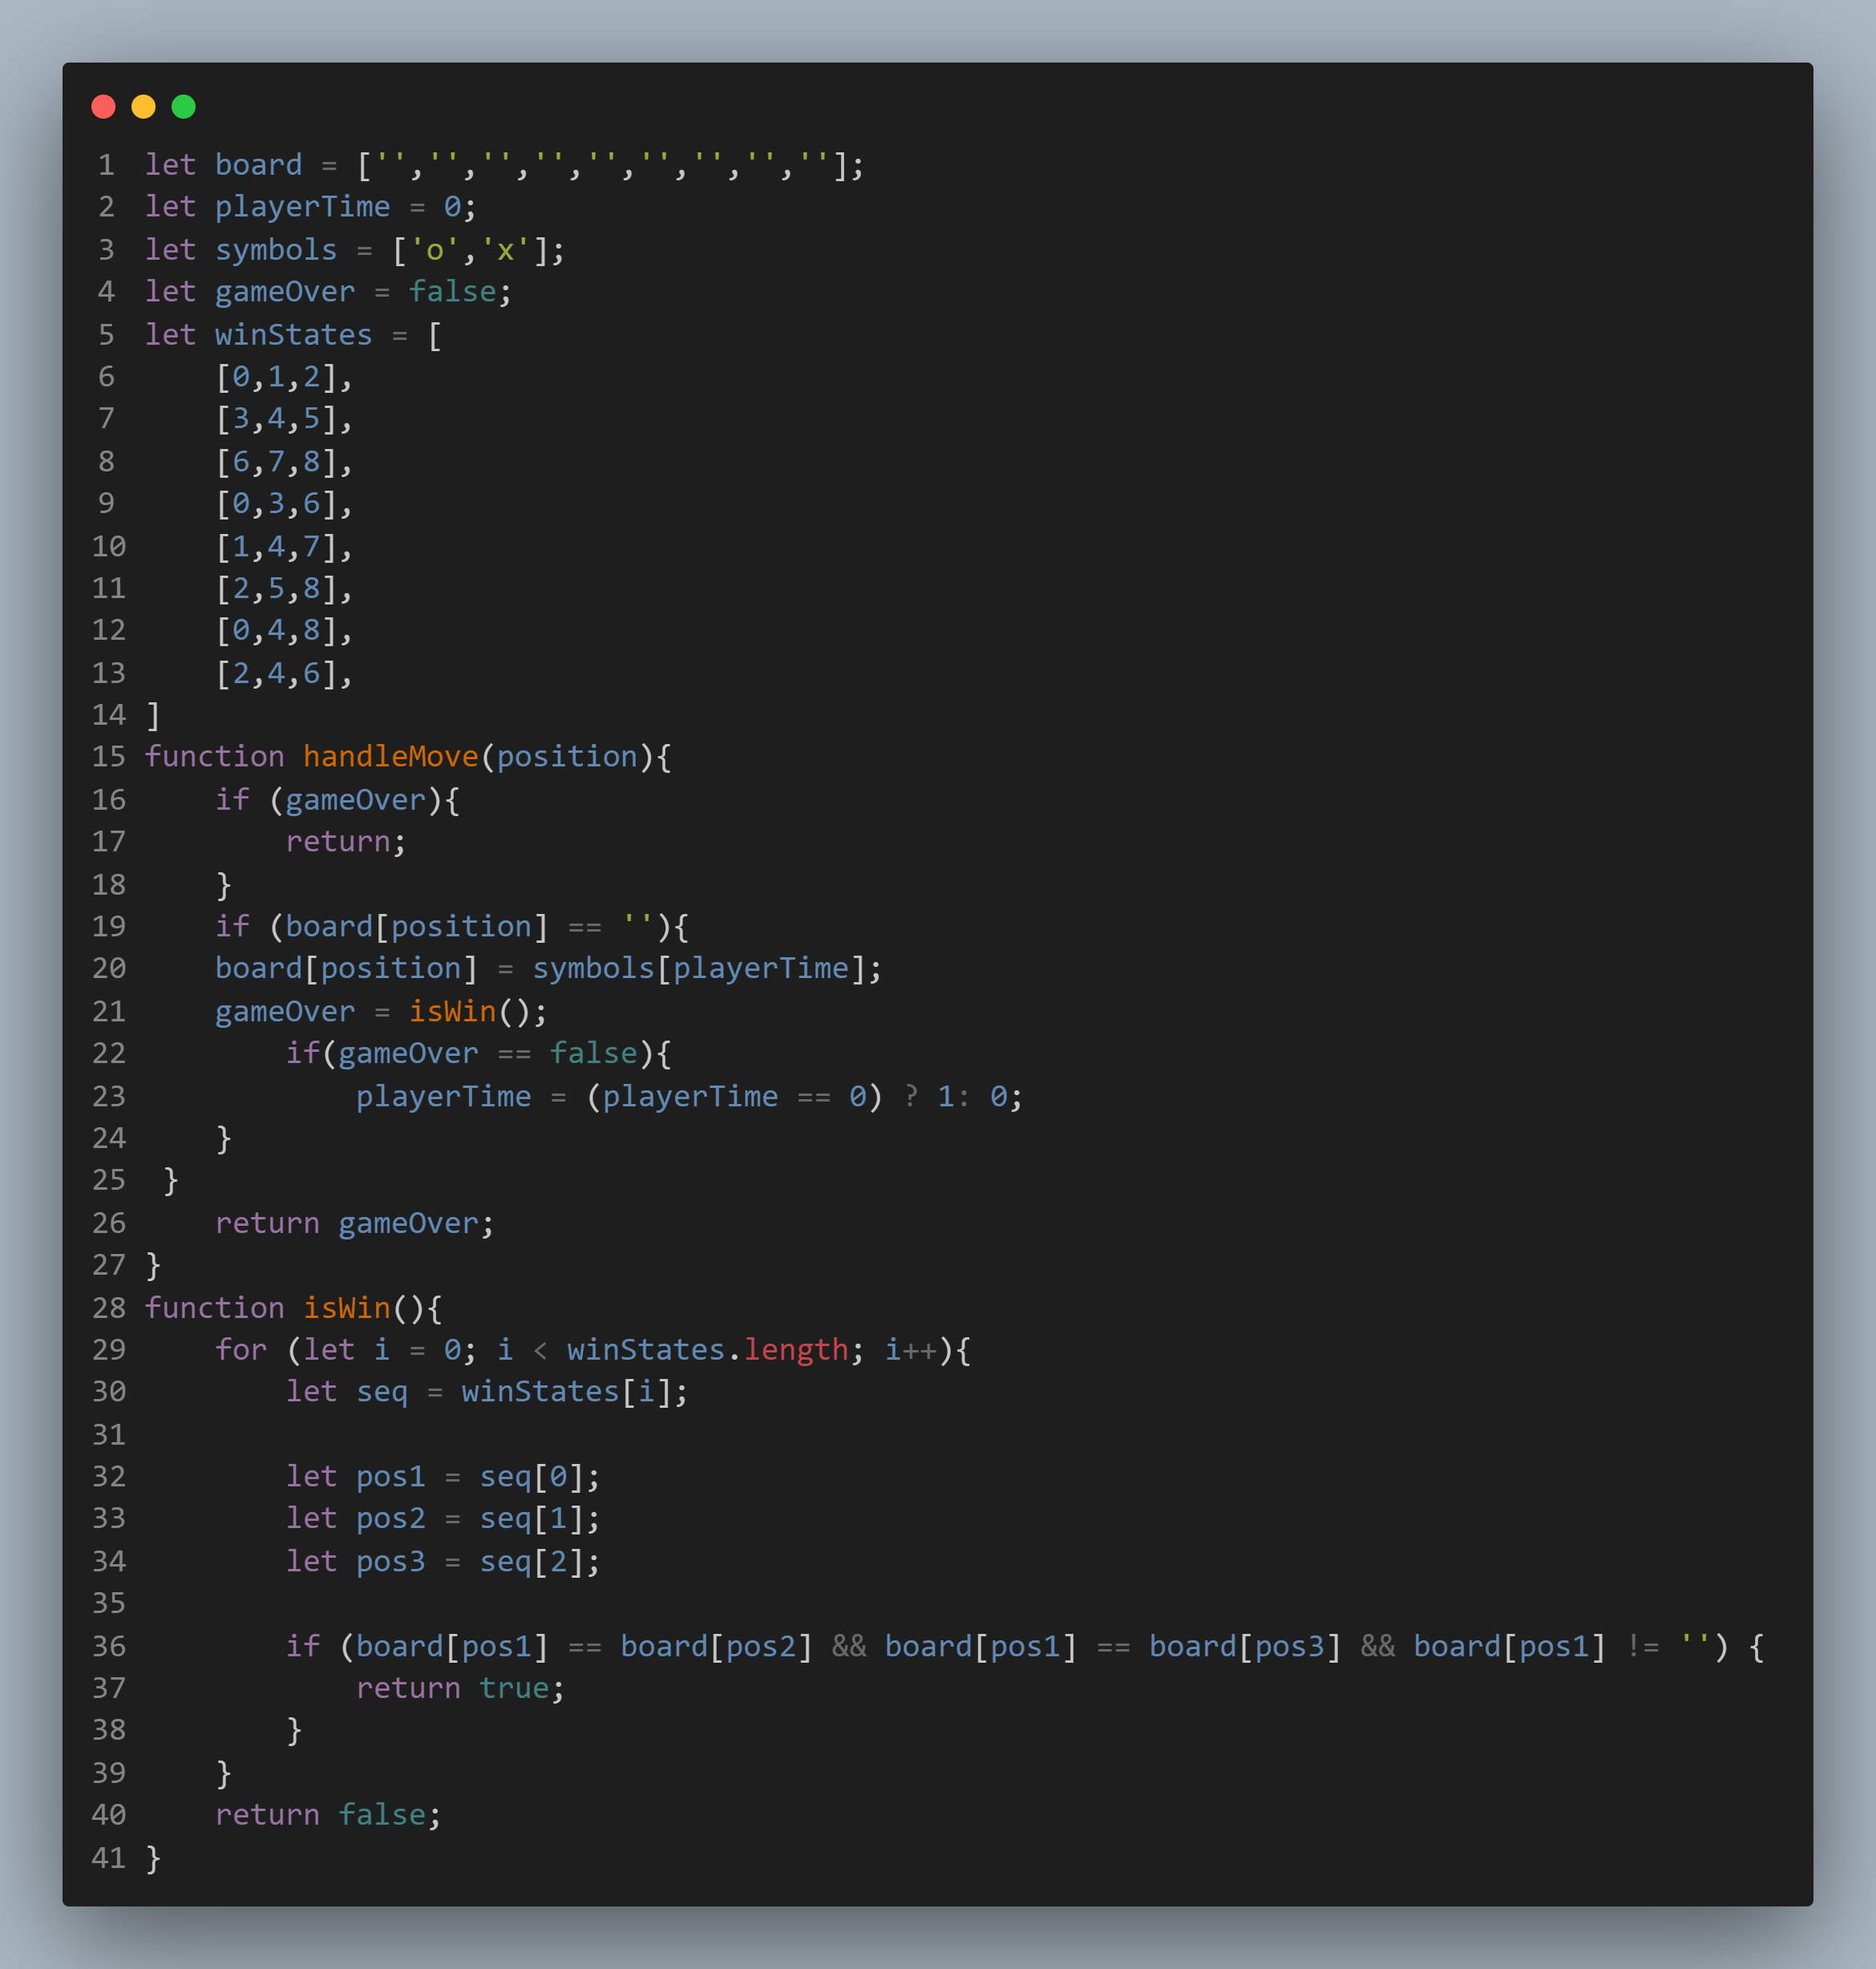 1 let board = ['','','','','','','','',''];
2 let playerTime = 0;
3 let symbols = ['o','x'];
4 let gameOver = false;
5 let winStates = [
6     [0,1,2],
7     [3,4,5],
8     [6,7,8],
9     [0,3,6],
10     [1,4,7],
11     [2,5,8],
12     [0,4,8],
13     [2,4,6],
14 ]
15 function handleMove(position){
16     if (gameOver){
17         return;
18     }
19     if (board[position] == ''){
20     board[position] = symbols[playerTime];
21     gameOver = isWin();
22         if(gameOver == false){
23             playerTime = (playerTime == 0) ? 1: 0;
24     }
25  }
26     return gameOver;
27 }
28 function isWin(){
29     for (let i = 0; i < winStates.length; i++){
30         let seq = winStates[i];
31
32         let pos1 = seq[0];
33         let pos2 = seq[1];
34         let pos3 = seq[2];
35
36         if (board[pos1] == board[pos2] && board[pos1] == board[pos3] && board[pos1] != '') {
37             return true;
38         }
39     }
40     return false;
41 }